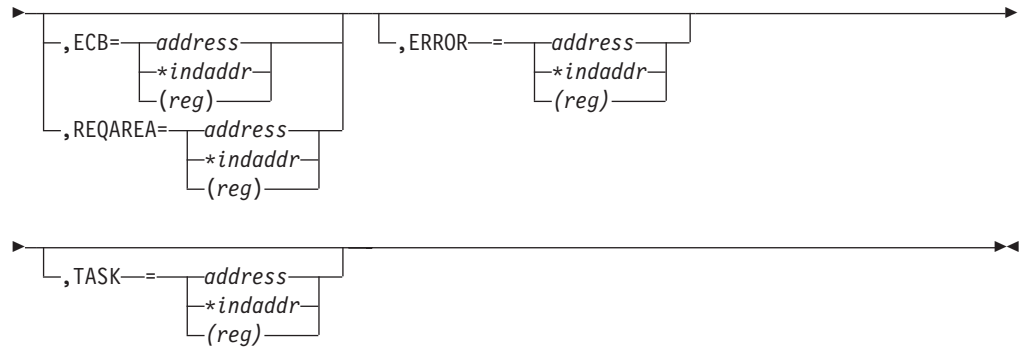 ,ECB= address ,ERROR = address
*indaddr *indaddr
(reg) (reg)
,REQAREA= address
*indaddr
(reg)
,TASK = address
*indaddr
(reg)